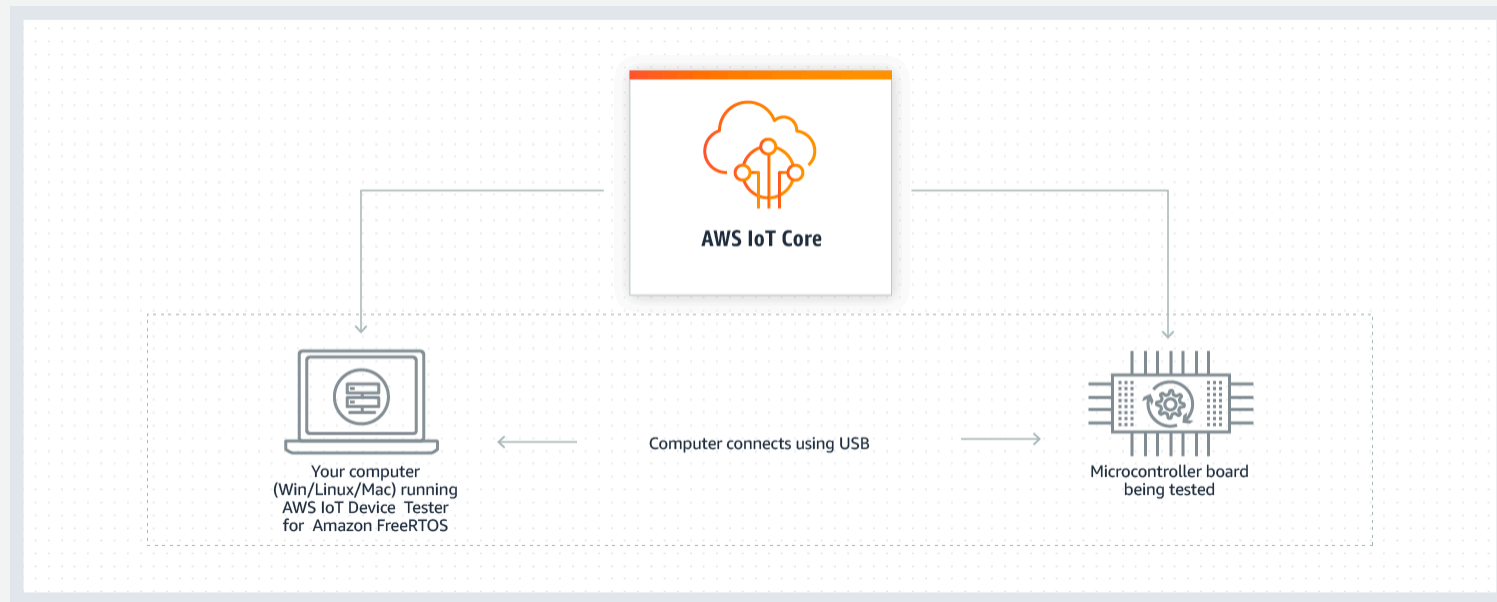 AWS IoT Core
Computer connects using USB
Your computer
(Win/Linux/Mac) running
AWS IoT Device Tester
for Amazon FreeRTOS
Microcontroller board
being tested